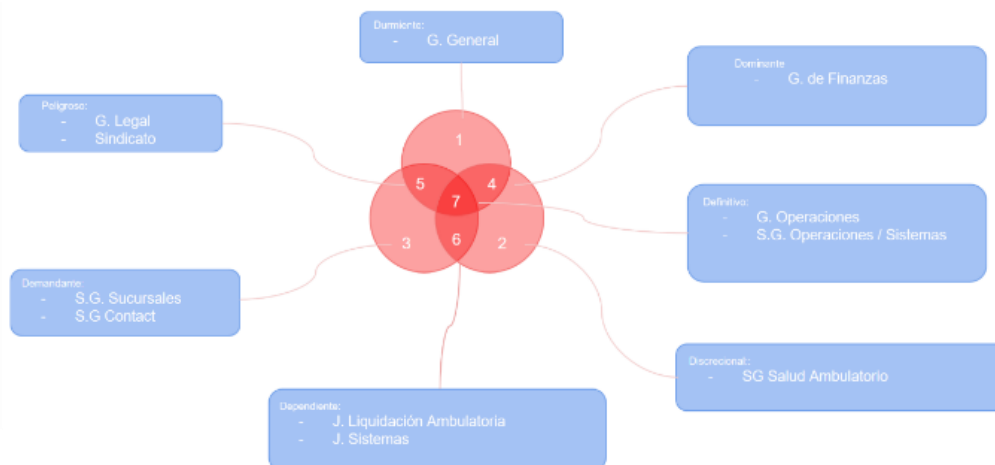 Durmiente:
- G. General
Dominante
- G. de Finanzas
Peligroso:
- G. Legal
- Sindicato
1
5
4
7
3
6
2
Definitivo:
- G. Operaciones
- S.G. Operaciones / Sistemas
Demandante:
- S.G. Sucursales
- S.G Contact
Discrecional:
- SG Salud Ambulatorio
Dependiente:
- J. Liquidación Ambulatoria
- J. Sistemas